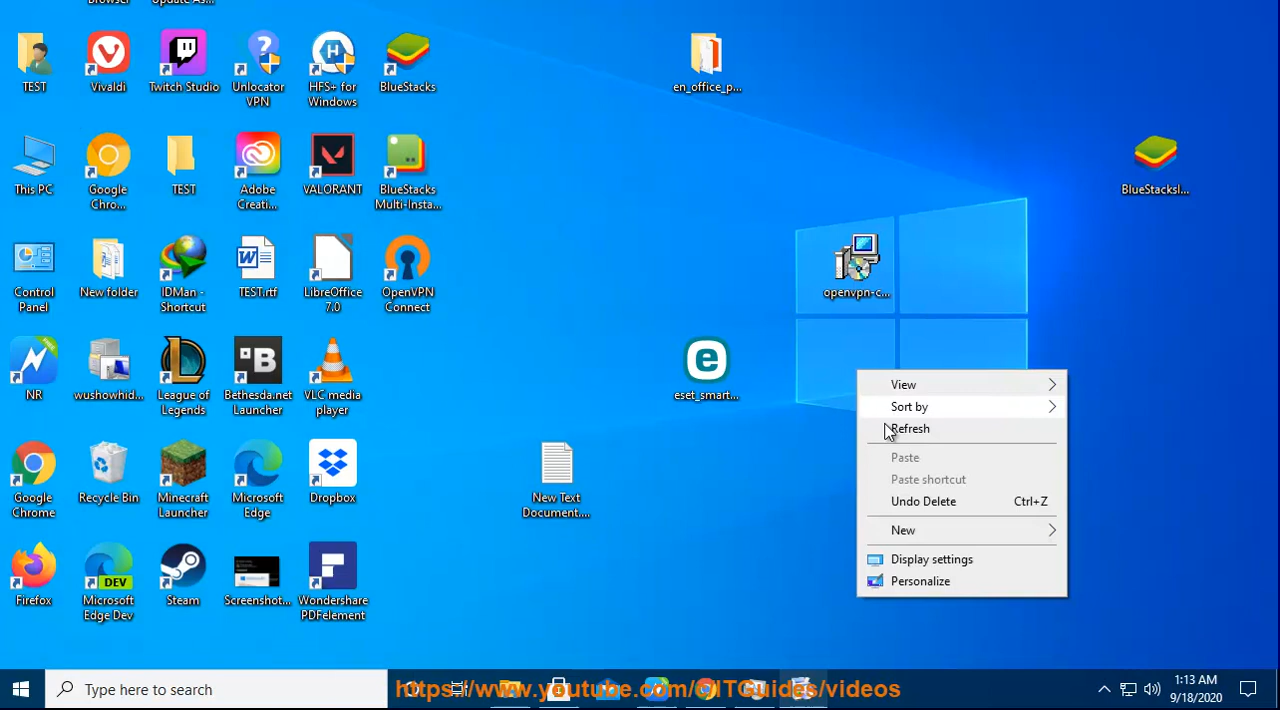 Browser
Update As...
TEST
Vivaldi
Twitch Studio
Unlocator
VPN
HFS+ for
Windows
BlueStacks
en_office_p...
This PC
Google
Chro...
TEST
Adobe
Creati...
VALORANT
BlueStacks
Multi-Insta...
BlueStacksI...
Control
Panel
New folder
IDMan -
Shortcut
TEST.rtf
LibreOffice
7.0
OpenVPN
Connect
openvpn-c...
FREE
NR
wushowhid...
League of
Legends
Bethesda.net
Launcher
VLC media
player
eset_smart...
View
Sort by
Refresh
Paste
Paste shortcut
Undo Delete Ctrl+Z
New
Display settings
Personalize
Google
Chrome
Recycle Bin
Minecraft
Launcher
Microsoft
Edge
Dropbox
New Text
Document....
Firefox
DEV
Microsoft
Edge Dev
Steam
Screenshot...
Wondershare
PDFelement
Type here to search
https://www.youtube.com/@ITGuides/videos
1:13 AM
9/18/2020